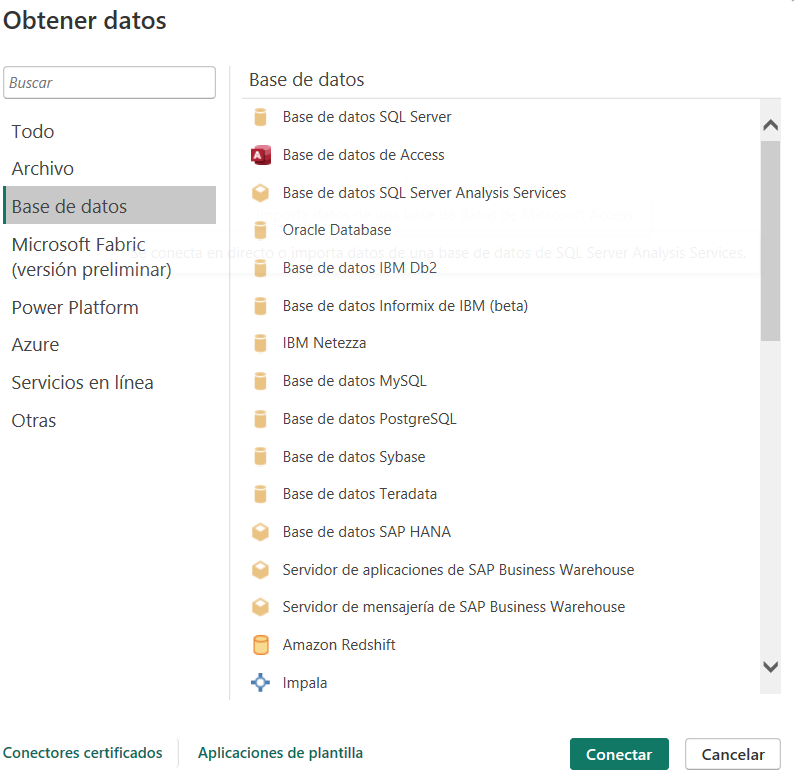 Obtener datos
Buscar
Todo
Archivo
Base de datos
Microsoft Fabric
(versión preliminar)
Power Platform
Azure
Servicios en línea
Otras
Base de datos
Base de datos SQL Server
A
Base de datos de Access
Base de datos SQL Server Analysis Services
Oracle Database
se conecta en directo o importa datos de una base de datos de SQL Server Analysis Services.
Base de datos IBM Db2
Base de datos Informix de IBM (beta)
IBM Netezza
Base de datos MySQL
Base de datos PostgreSQL
Base de datos Sybase
Base de datos Teradata
Base de datos SAP HANA
Servidor de aplicaciones de SAP Business Warehouse
Servidor de mensajería de SAP Business Warehouse
Amazon Redshift
Impala
Conectores certificados
Aplicaciones de plantilla
Conectar
Cancelar